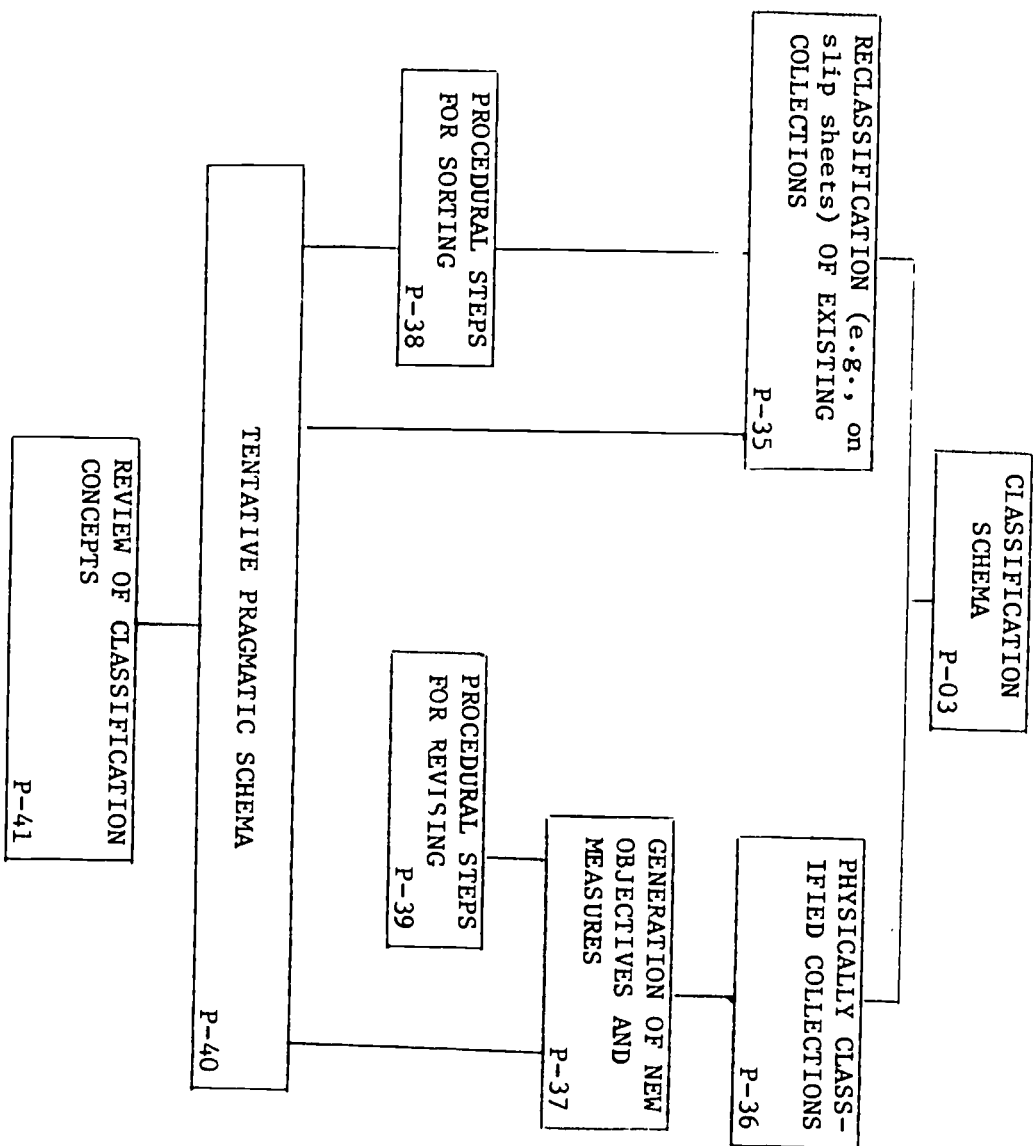 CLASSIFICATION
SCHEMA
P-03
RECLASSIFICATION (e.g., on
slip sheets) OF EXISTING
COLLECTIONS
P-35
PHYSICALLY CLASS-
IFIED COLLECTIONS
P-36
GENERATION OF NEW
OBJECTIVES AND
MEASURES
P-37
PROCEDURAL STEPS
FOR SORTING
P-38
PROCEDURAL STEPS
FOR REVISING
P-39
TENTATIVE PRAGMATIC SCHEMA
P-40
REVIEW OF CLASSIFICATION
CONCEPTS
P-41